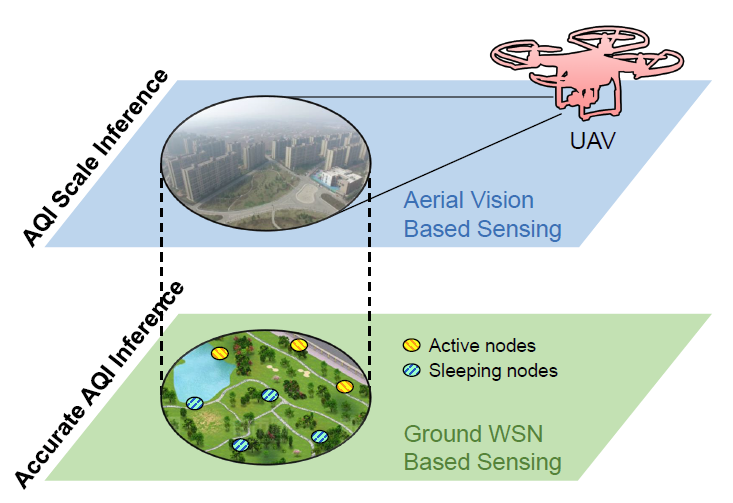 AQI Scale Inference
UAV
Aerial Vision
Based Sensing
Accurate AQI Inference
Active nodes
Sleeping nodes
Ground WSN
Based Sensing